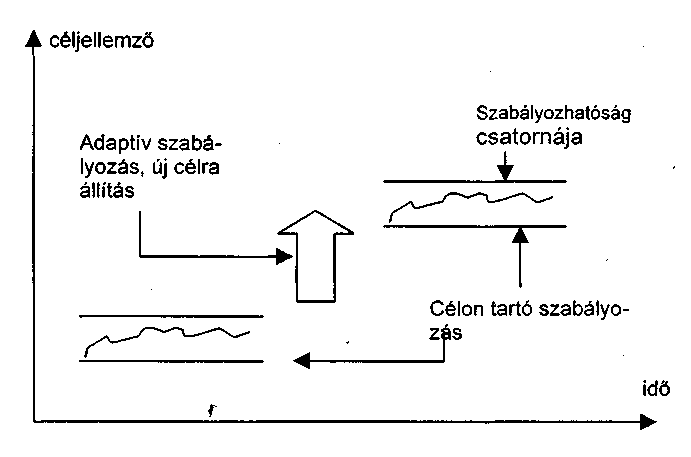 céljellemző
Szabályozhatóság
csatornája
Adaptív szabá-
lyozás, új célra
állítás
Célon tartó szabályo-
zás
idő